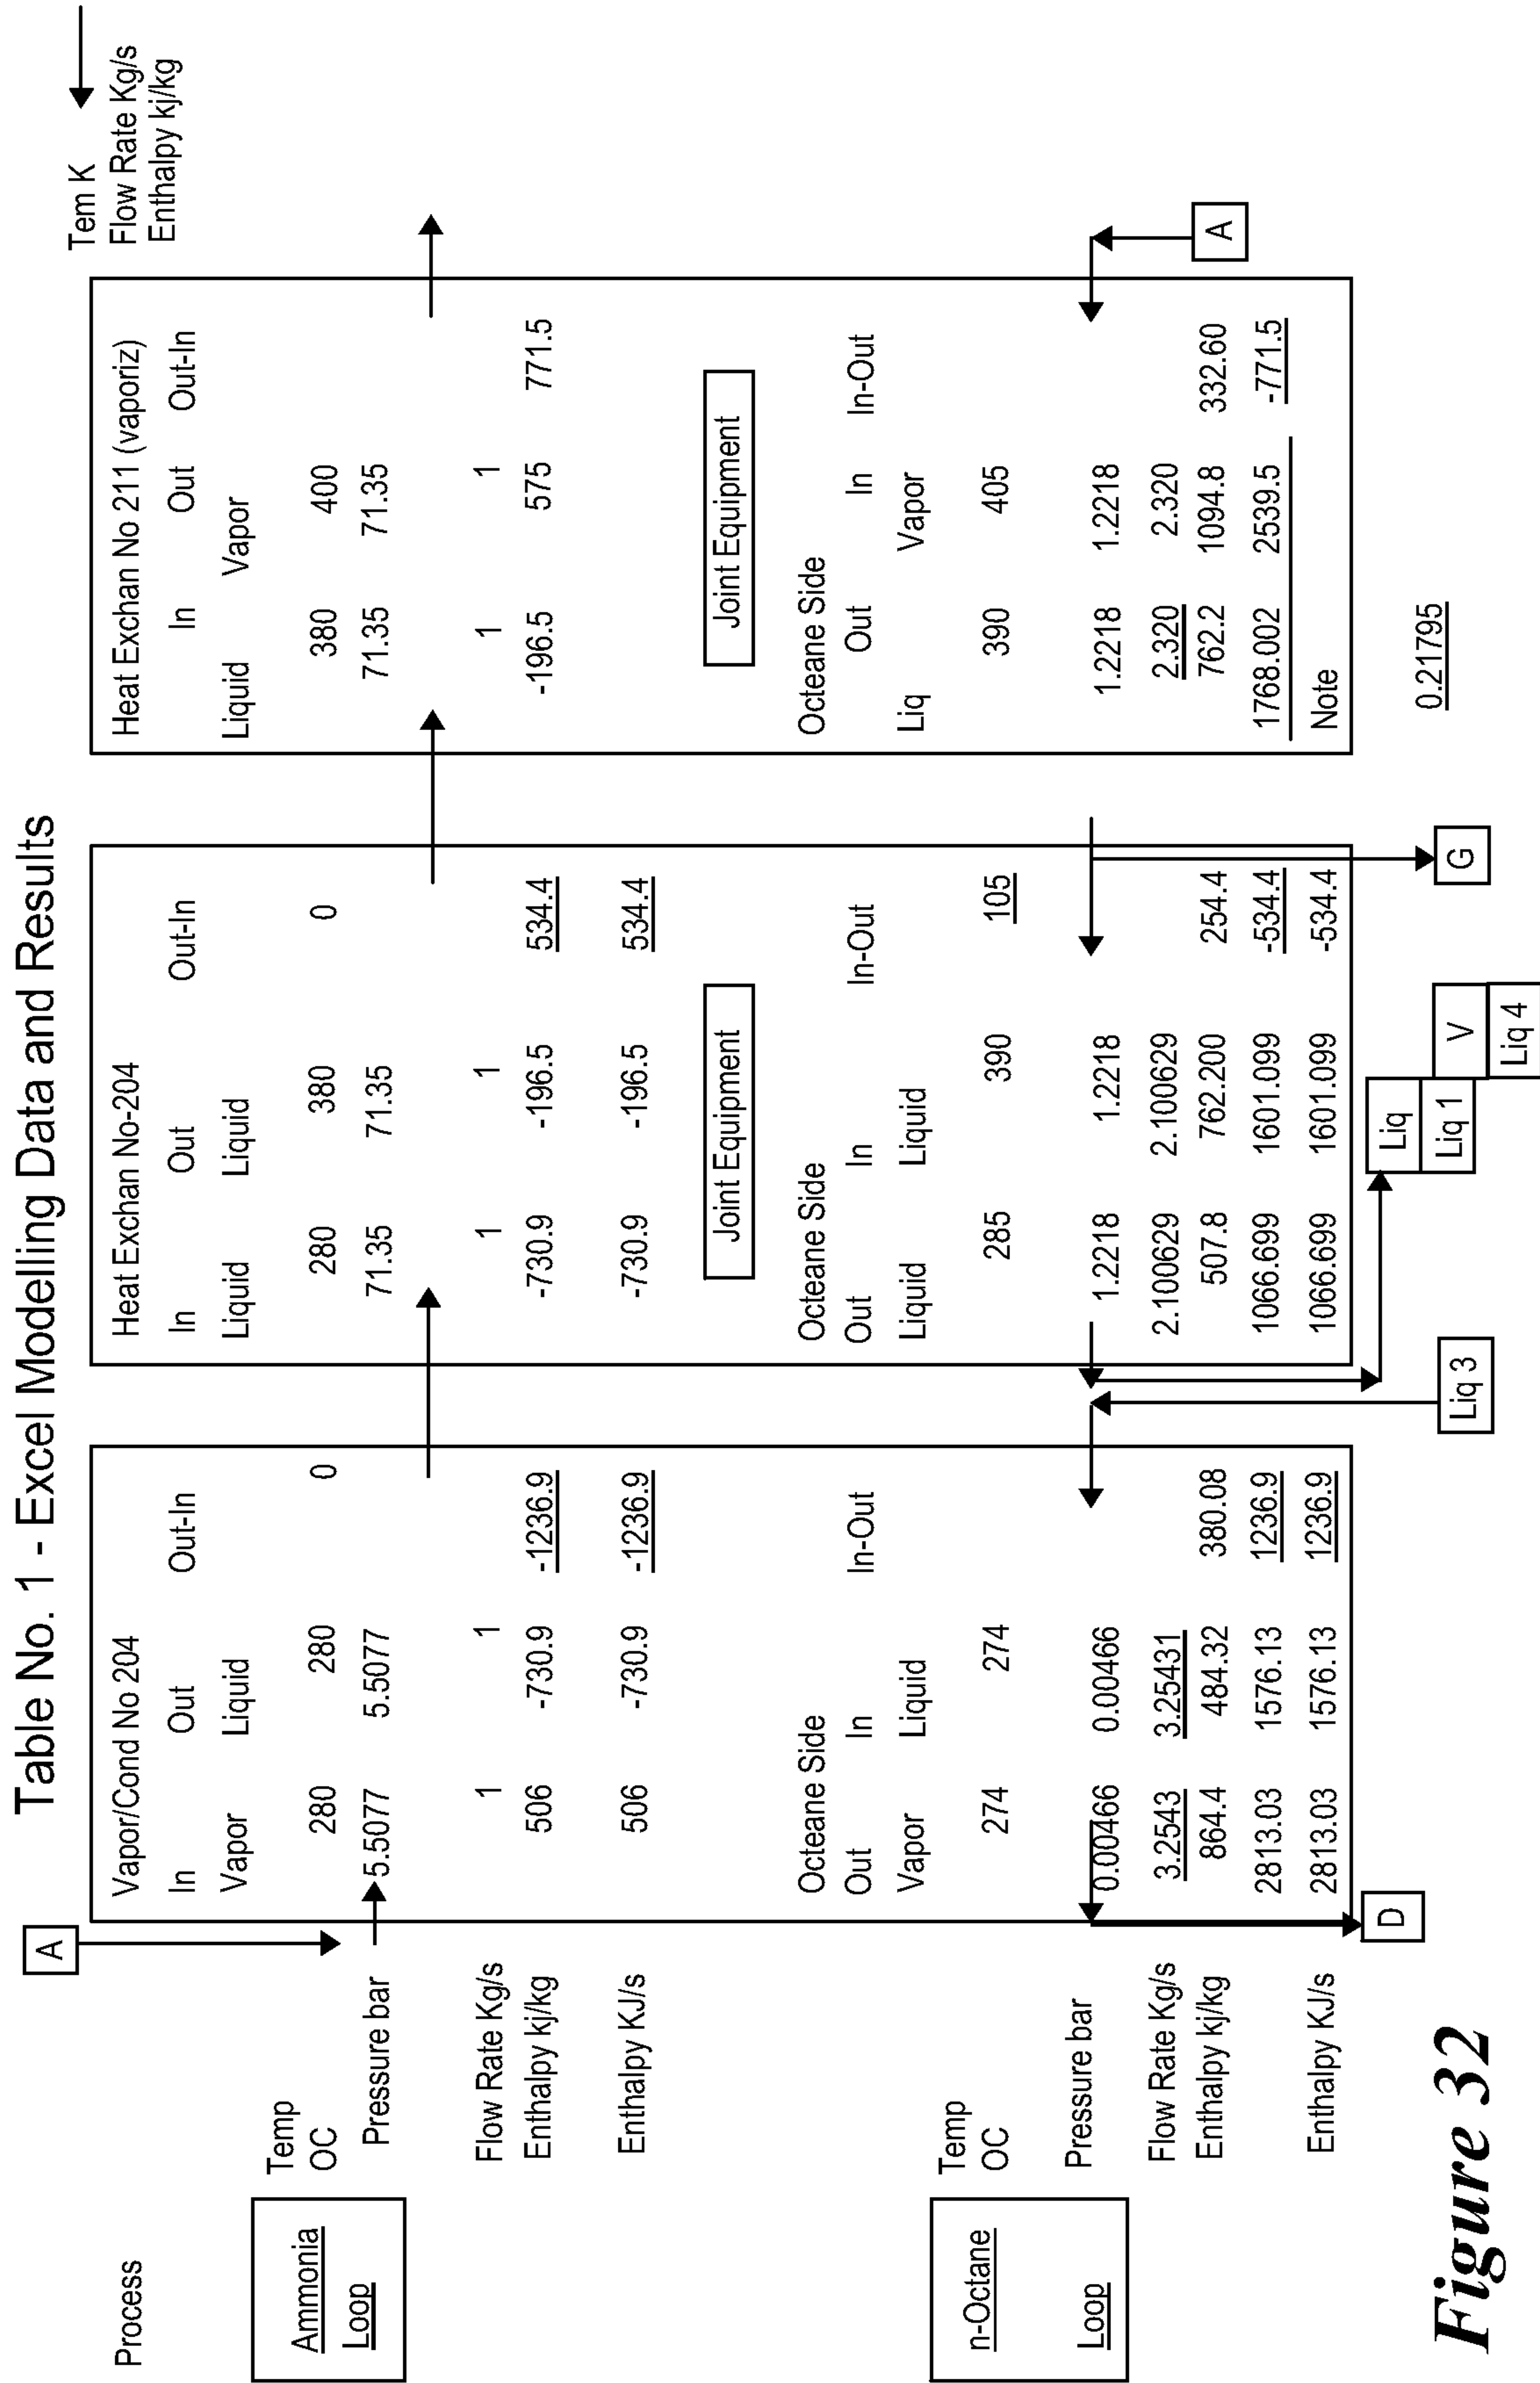 Table No. 1 - Excel Modelling Data and Results
Tem K
Flow Rate Kg/s
Enthalpy kj/kg
A
Process
Vapor/Cond No 204
Heat Exchan No-204
Heat Exchan No 211 (vaporiz)
In Out Out-In
In Out Out-In
In Out Out-In
Vapor Liquid
Liquid Liquid
Liquid Vapor
Ammonia
Loop
Temp
OC
280 280 0
280 380 0
380 400
Pressure bar
5.5077 5.5077
71.35 71.35
71.35 71.35
Flow Rate Kg/s
1 1
1 1
1 1
Enthalpy kj/kg
506 -730.9 -1236.9
-730.9 -196.5 534.4
-196.5 575 771.5
Enthalpy KJ/s
506 -730.9 -1236.9
-730.9 -196.5 534.4
Joint Equipment
Joint Equipment
Octeane Side
Octeane Side
Octeane Side
Out In In-Out
Out In In-Out
Out In In-Out
Vapor Liquid
Liquid Liquid
Liq Vapor
n-Octane
Loop
Temp
OC
274 274
285 390 105
390 405
Pressure bar
0.00466 0.00466
1.2218 1.2218
1.2218 1.2218
Flow Rate Kg/s
3.2543 3.25431
2.100629 2.100629
2.320 2.320
Enthalpy kj/kg
864.4 484.32 380.08
507.8 762.200 254.4
762.2 1094.8 332.60
2813.03 1576.13 1236.9
1066.699 1601.099 -534.4
1768.002 2539.5 -771.5
Enthalpy KJ/s
2813.03 1576.13 1236.9
1066.699 1601.099 -534.4
Note
A
D
Liq 3
Liq
Liq 1
V
Liq 4
G
0.21795
Figure 32